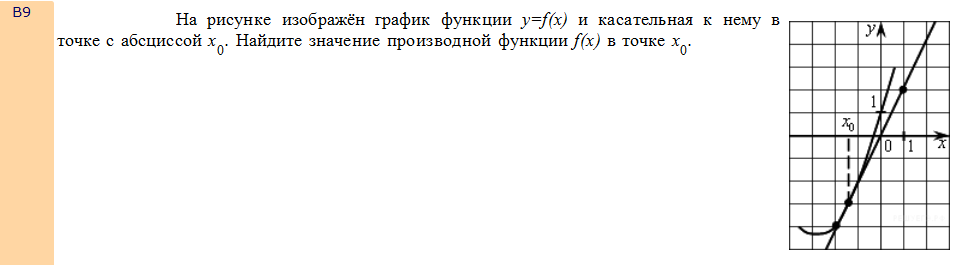 B9
На рисунке изображён график функции y=f(x) и касательная к нему в
точке с абсциссой x0. Найдите значение производной функции f(x) в точке x0.
y
1
x0
0 1 x